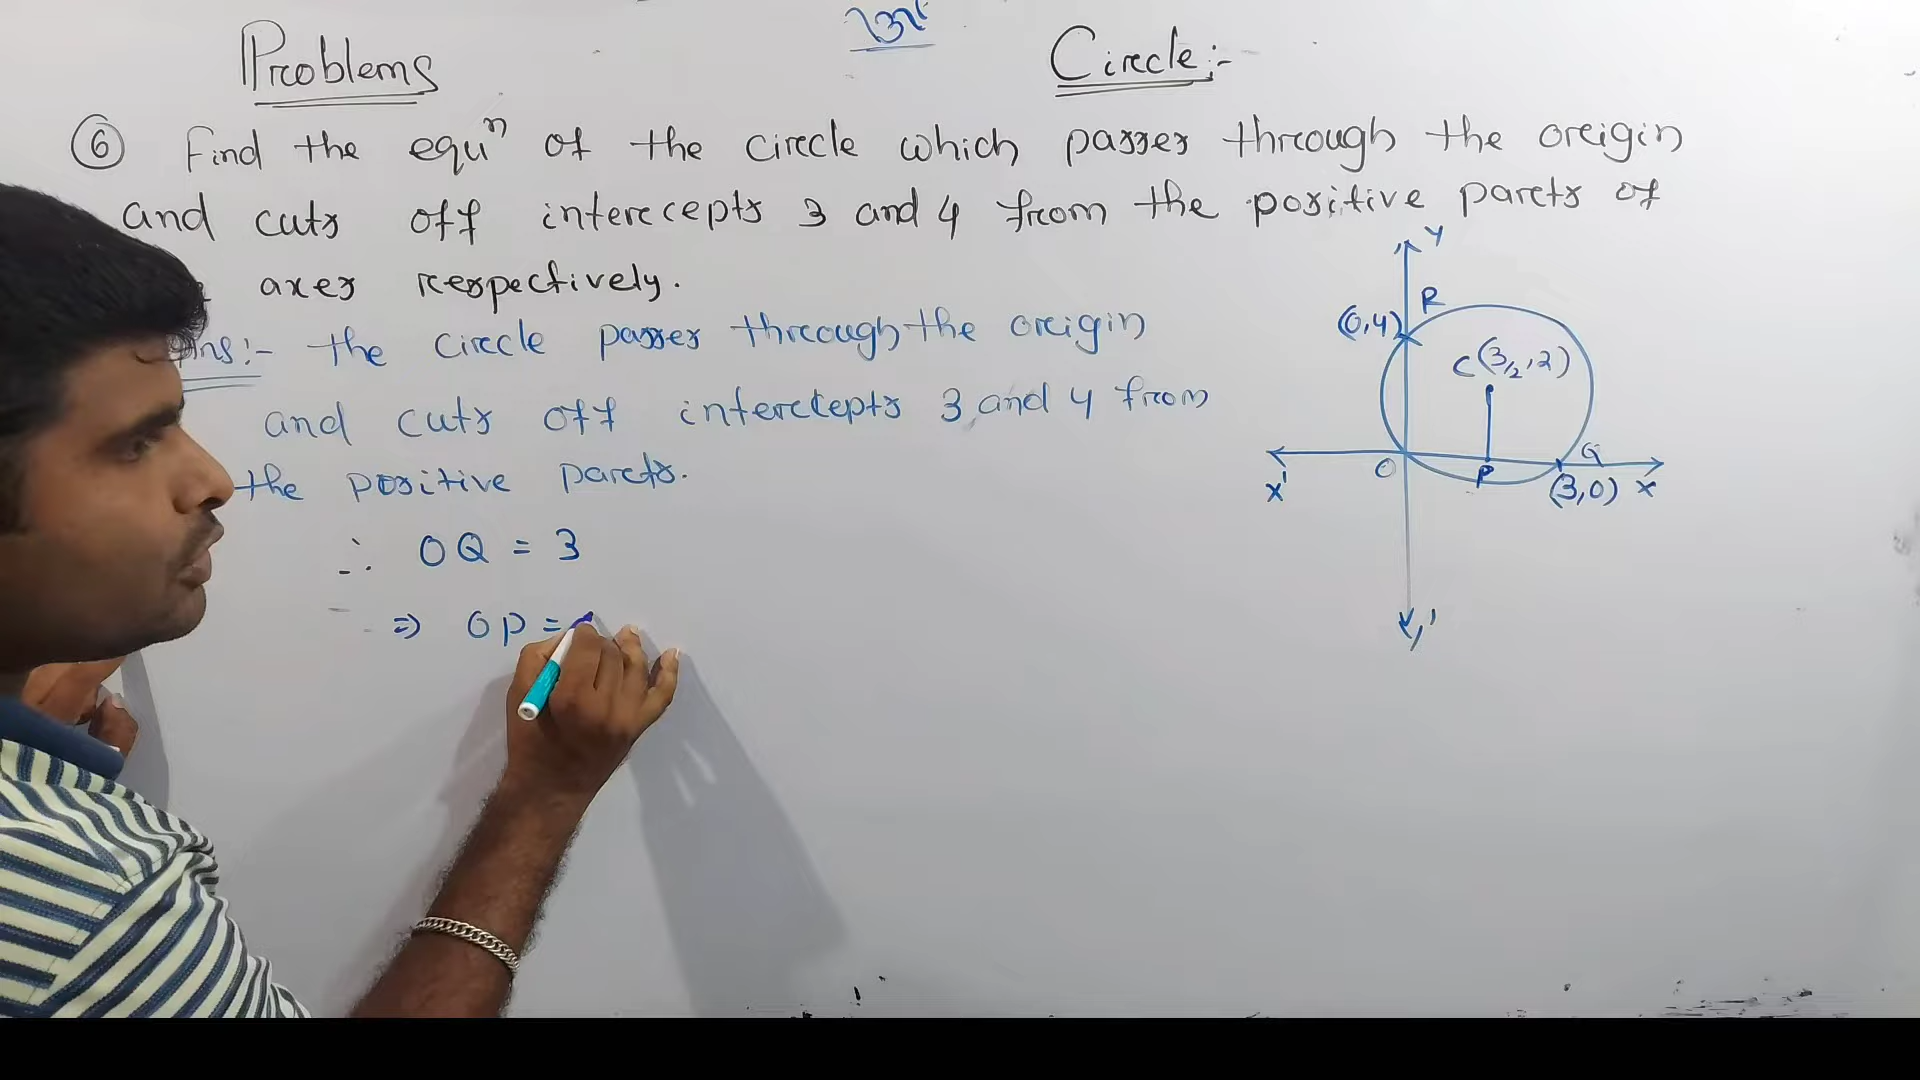 Problems
Circle:-
⑥ Find the equⁿ of the circle which passes through the origin
and cuts off intercepts 3 and 4 from the positive parts of
axes respectively.
Ans:- the circle passes through the origin
and cuts off intercepts 3 and 4 from
the positive parts.
∴ OQ = 3
⇒ OP =
Y
R
(0,4)
C(3/2,2)
O
P
Q
X'
(3,0)
X
Y'